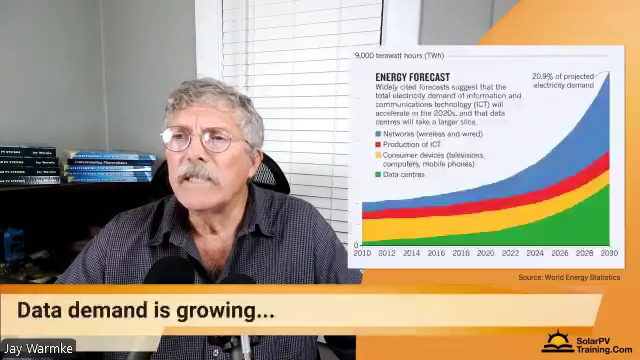 9,000 terawatt hours (TWh)
ENERGY FORECAST
Widely cited forecasts suggest that the
total electricity demand of information and
communications technology (ICT) will
accelerate in the 2020s, and that data
centres will take a larger slice.
20.9% of projected
electricity demand
Networks (wireless and wired)
Production of ICT
Consumer devices (televisions,
computers, mobile phones)
Data centres
0
2010 2012 2014 2016 2018 2020 2022 2024 2026 2028 2030
Source: World Energy Statistics
Data demand is growing...
Jay Warmke
SolarPV
Training.Com